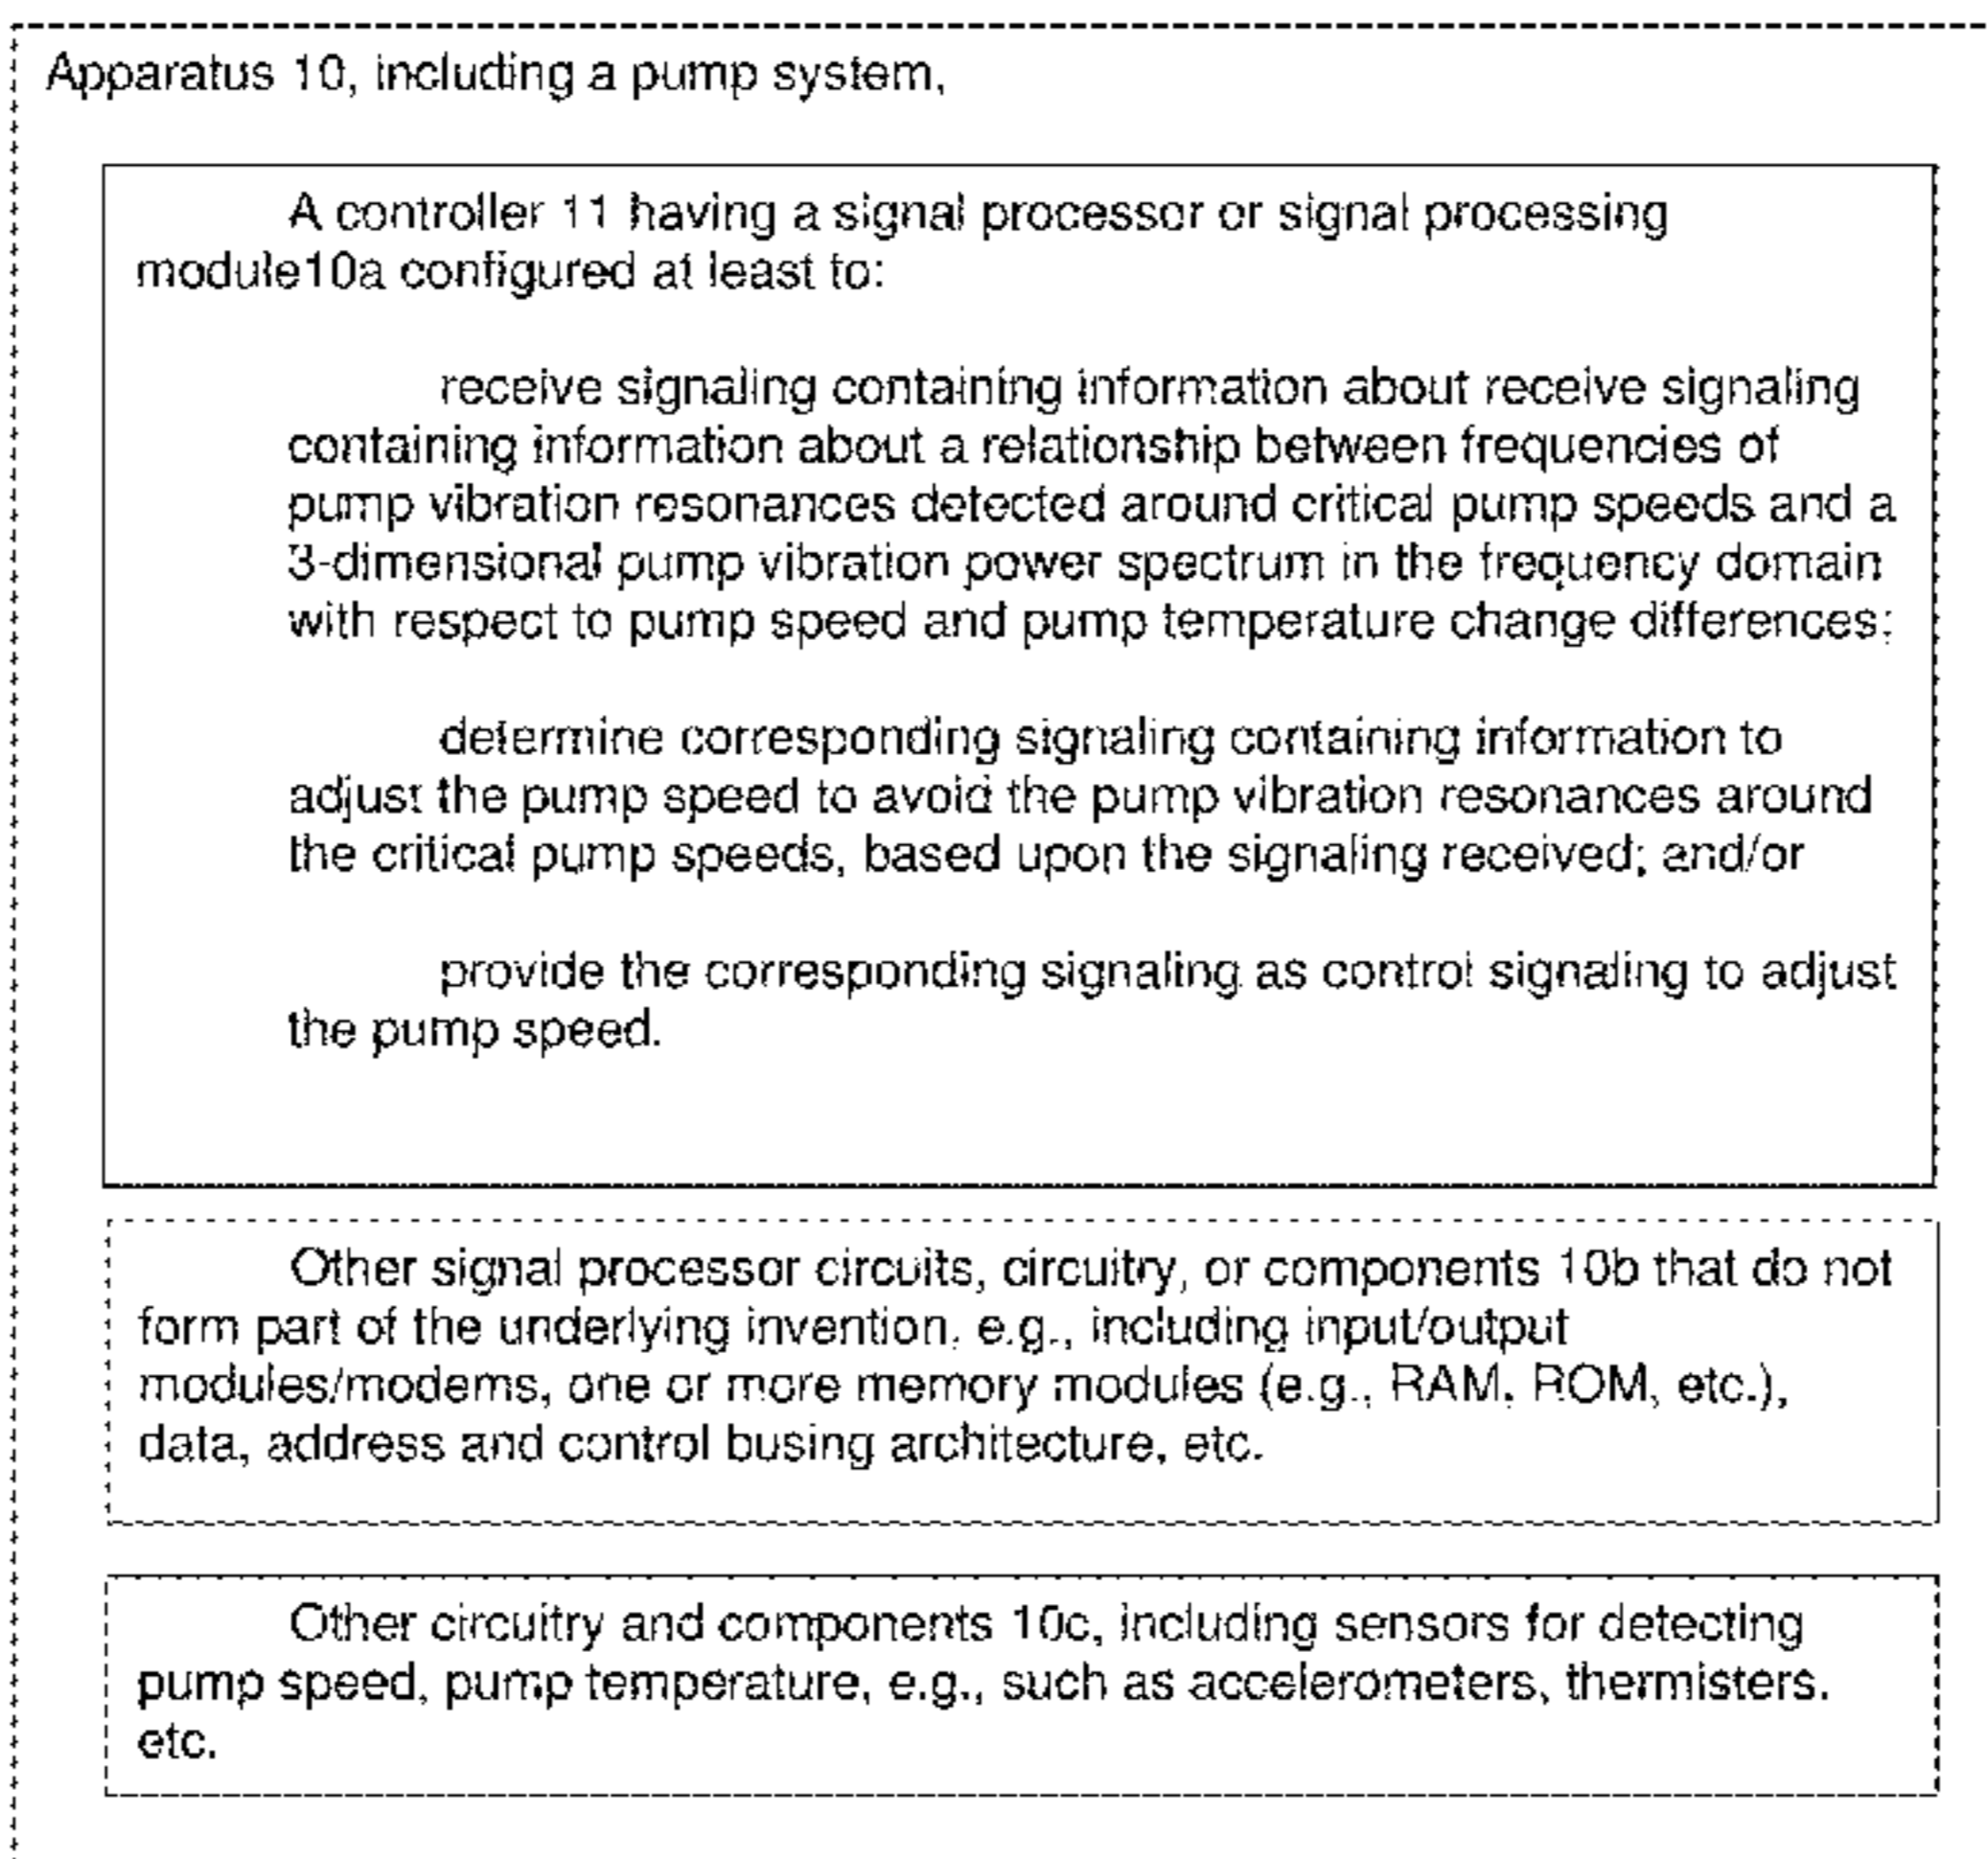 Apparatus 10, including a pump system,
A controller 11 having a signal processor or signal processing
module10a configured at least to:
receive signaling containing information about receive signaling
containing information about a relationship between frequencies of
pump vibration resonances detected around critical pump speeds and a
3-dimensional pump vibration power spectrum in the frequency domain
with respect to pump speed and pump temperature change differences;
determine corresponding signaling containing information to
adjust the pump speed to avoid the pump vibration resonances around
the critical pump speeds, based upon the signaling received; and/or
provide the corresponding signaling as control signaling to adjust
the pump speed.
Other signal processor circuits, circuitry, or components 10b that do not
form part of the underlying invention, e.g., including input/output
modules/modems, one or more memory modules (e.g., RAM, ROM, etc.),
data, address and control busing architecture, etc.
Other circuitry and components 10c, including sensors for detecting
pump speed, pump temperature, e.g., such as accelerometers, thermisters.
etc.